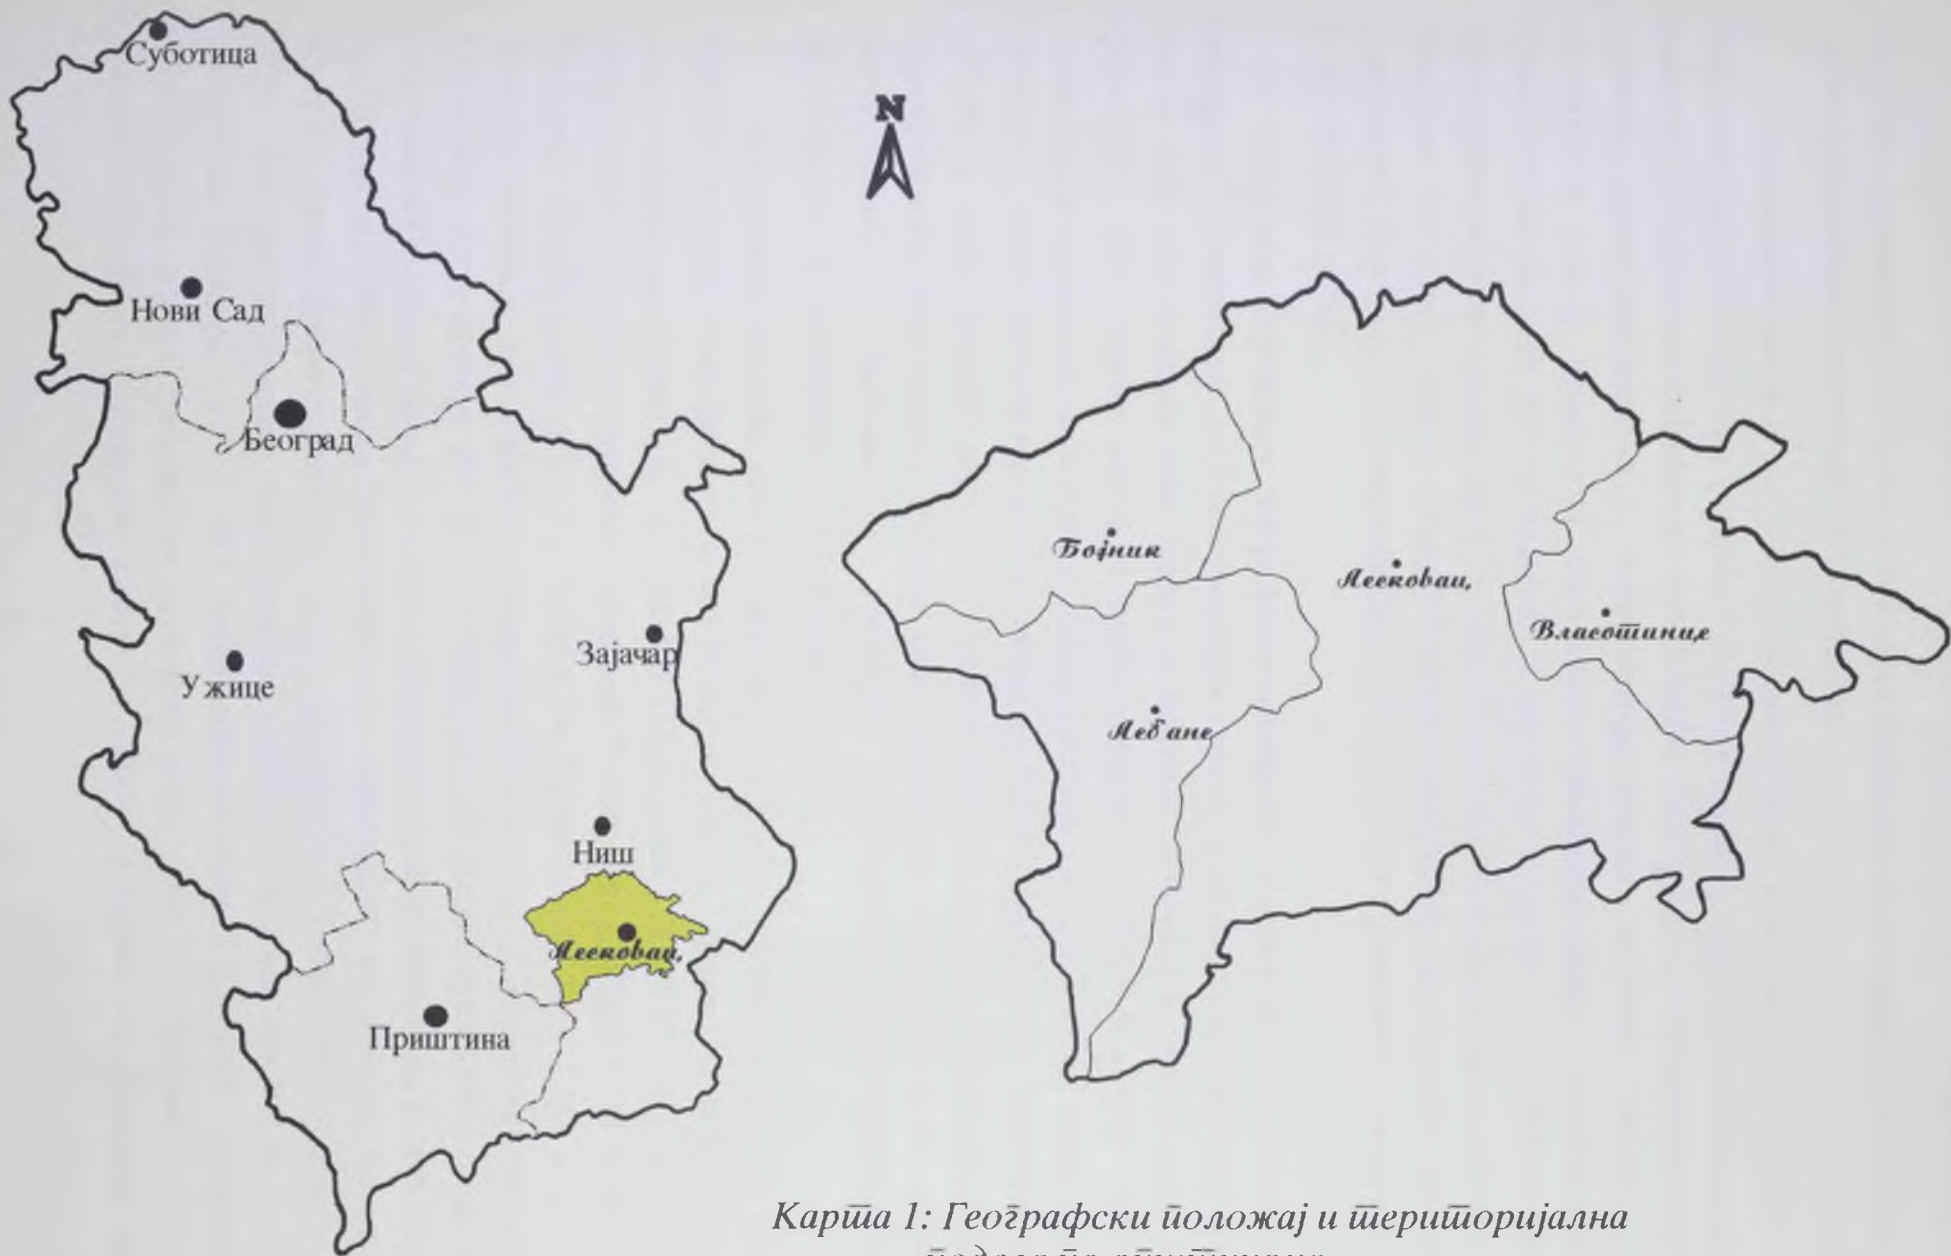 Суботица
N
Нови Сад
Београд
Зајачар
Ужице
Ниш
Лесковац
Приштина
Бојник
Лесковац
Власотинце
Лебане
Карта 1: Географски положај и територијална